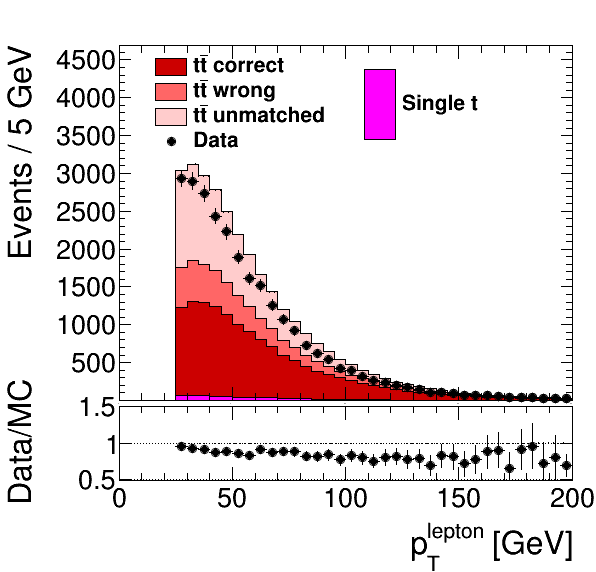 Events / 5 GeV
4500
4000
3500
3000
2500
2000
1500
1000
500
tt̄ correct
tt̄ wrong
tt̄ unmatched
Data
Single t
Data/MC
1.5
1
0.5
0 50 100 150 200
p_T^lepton [GeV]